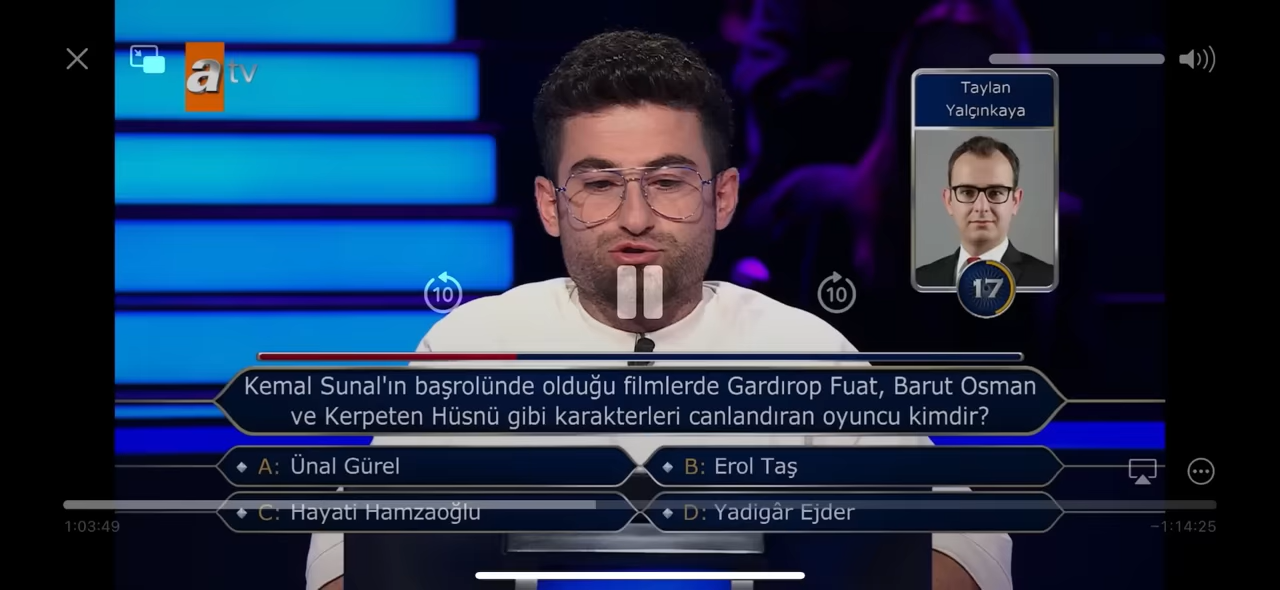 atv
Taylan
Yalçınkaya
10
10
17
Kemal Sunal'ın başrolünde olduğu filmlerde Gardırop Fuat, Barut Osman
ve Kerpeten Hüsnü gibi karakterleri canlandıran oyuncu kimdir?
A: Ünal Gürel
B: Erol Taş
C: Hayati Hamzaoğlu
D: Yadigâr Ejder
1:03:49
−1:14:25